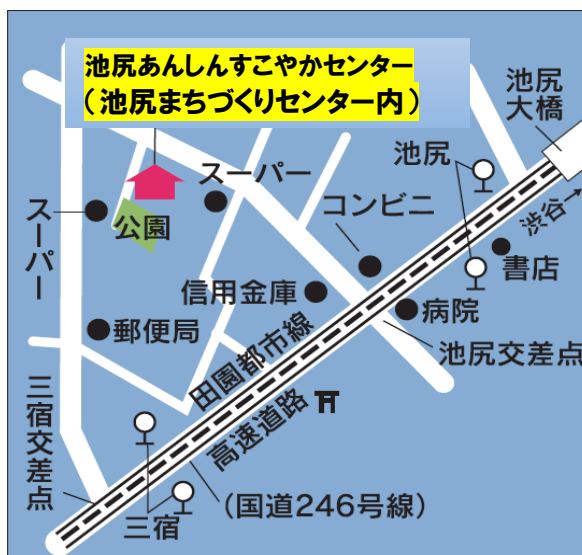 池尻あんしんすこやかセンター
（池尻まちづくりセンター内）
池尻
大橋
池尻
渋谷→
スーパー
スーパー
コンビニ
公園
書店
信用金庫
病院
郵便局
池尻交差点
田園都市線
高速道路
三宿交差点
三宿
（国道246号線）